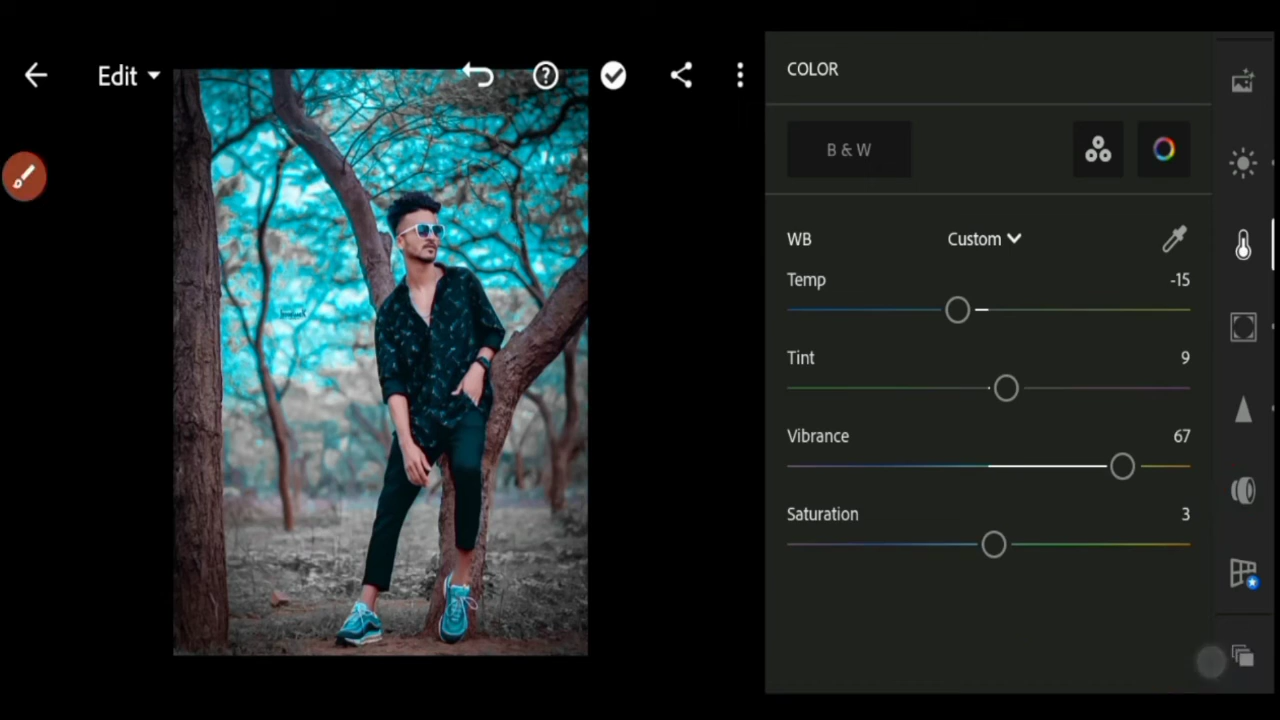 Edit
COLOR
B & W
WB
Custom
Temp
-15
Tint
9
Vibrance
67
Saturation
3